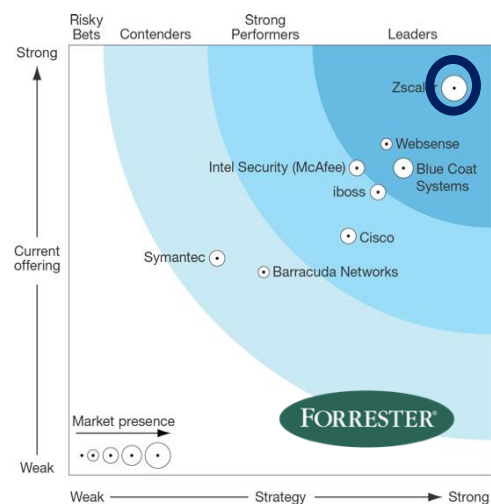 Risky
Bets
Contenders
Strong
Performers
Leaders
Strong
Zscaler
Websense
Intel Security (McAfee)
Blue Coat
Systems
iboss
Cisco
Current
offering
Symantec
Barracuda Networks
Market presence
FORRESTER®
Weak
Weak
Strategy
Strong